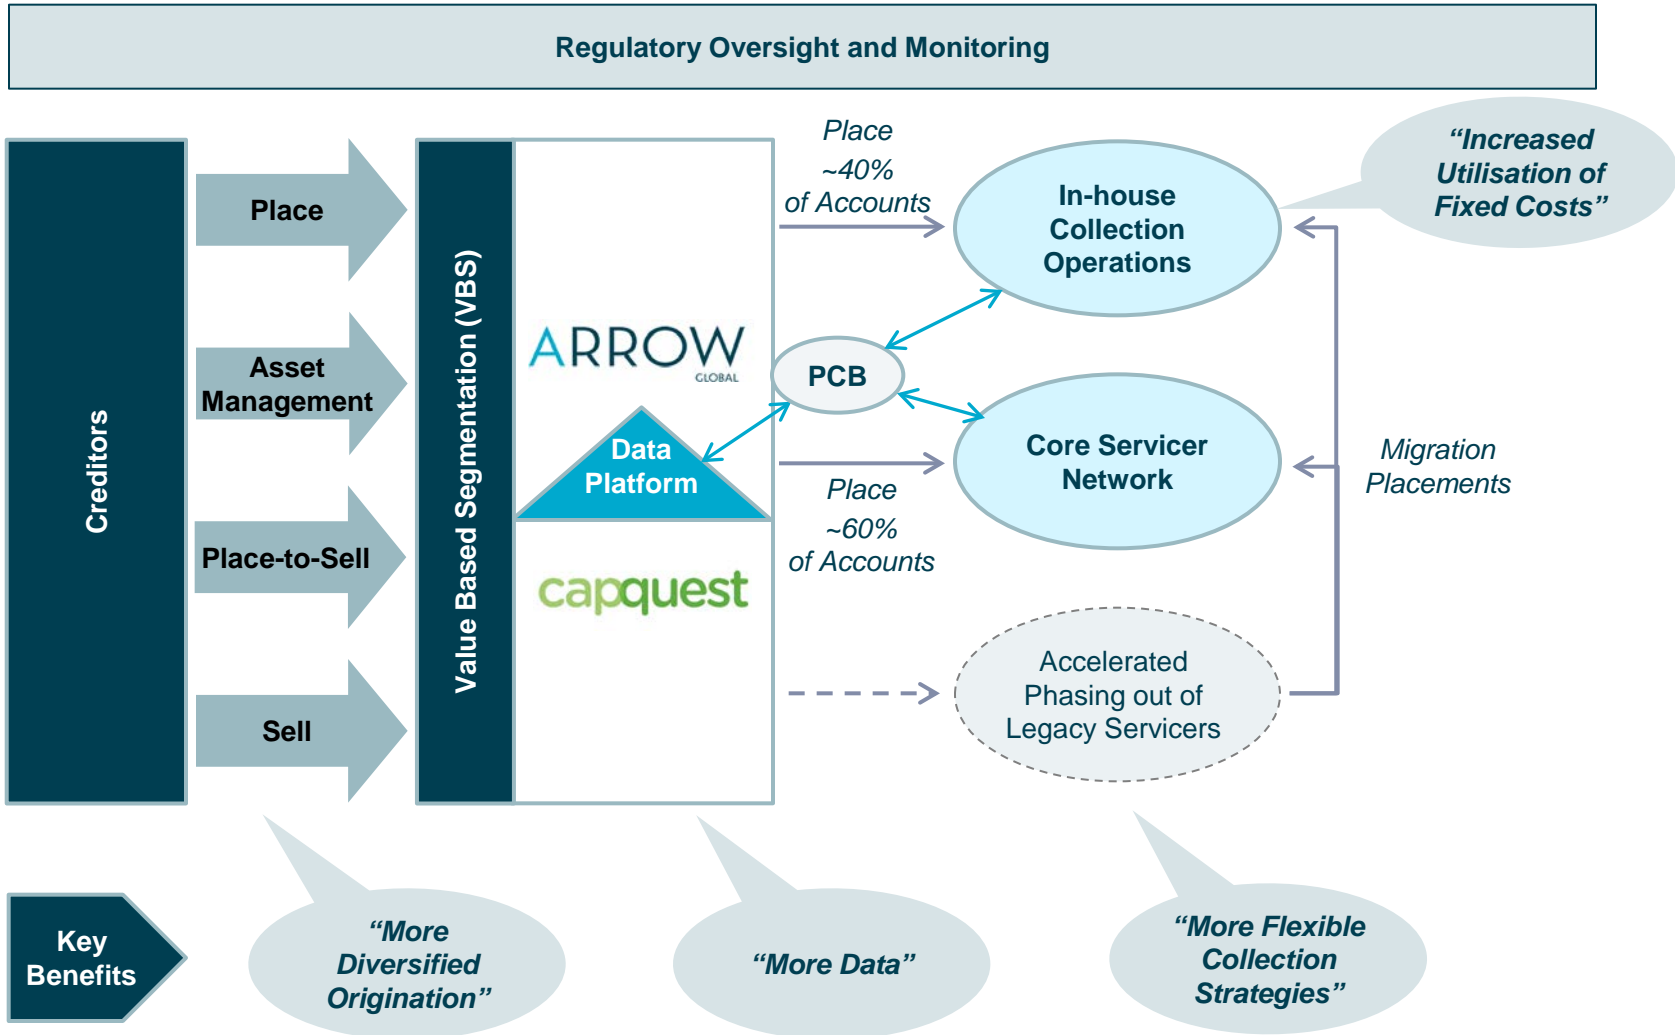 Regulatory Oversight and Monitoring
Creditors
Place
Asset
Management
Place-to-Sell
Sell
Value Based Segmentation (VBS)
ARROW
GLOBAL
Data
Platform
capquest
Place
~40%
of Accounts
PCB
Place
~60%
of Accounts
In-house
Collection
Operations
Core Servicer
Network
Accelerated
Phasing out of
Legacy Servicers
Migration
Placements
“Increased
Utilisation of
Fixed Costs”
Key
Benefits
“More
Diversified
Origination”
“More Data”
“More Flexible
Collection
Strategies”